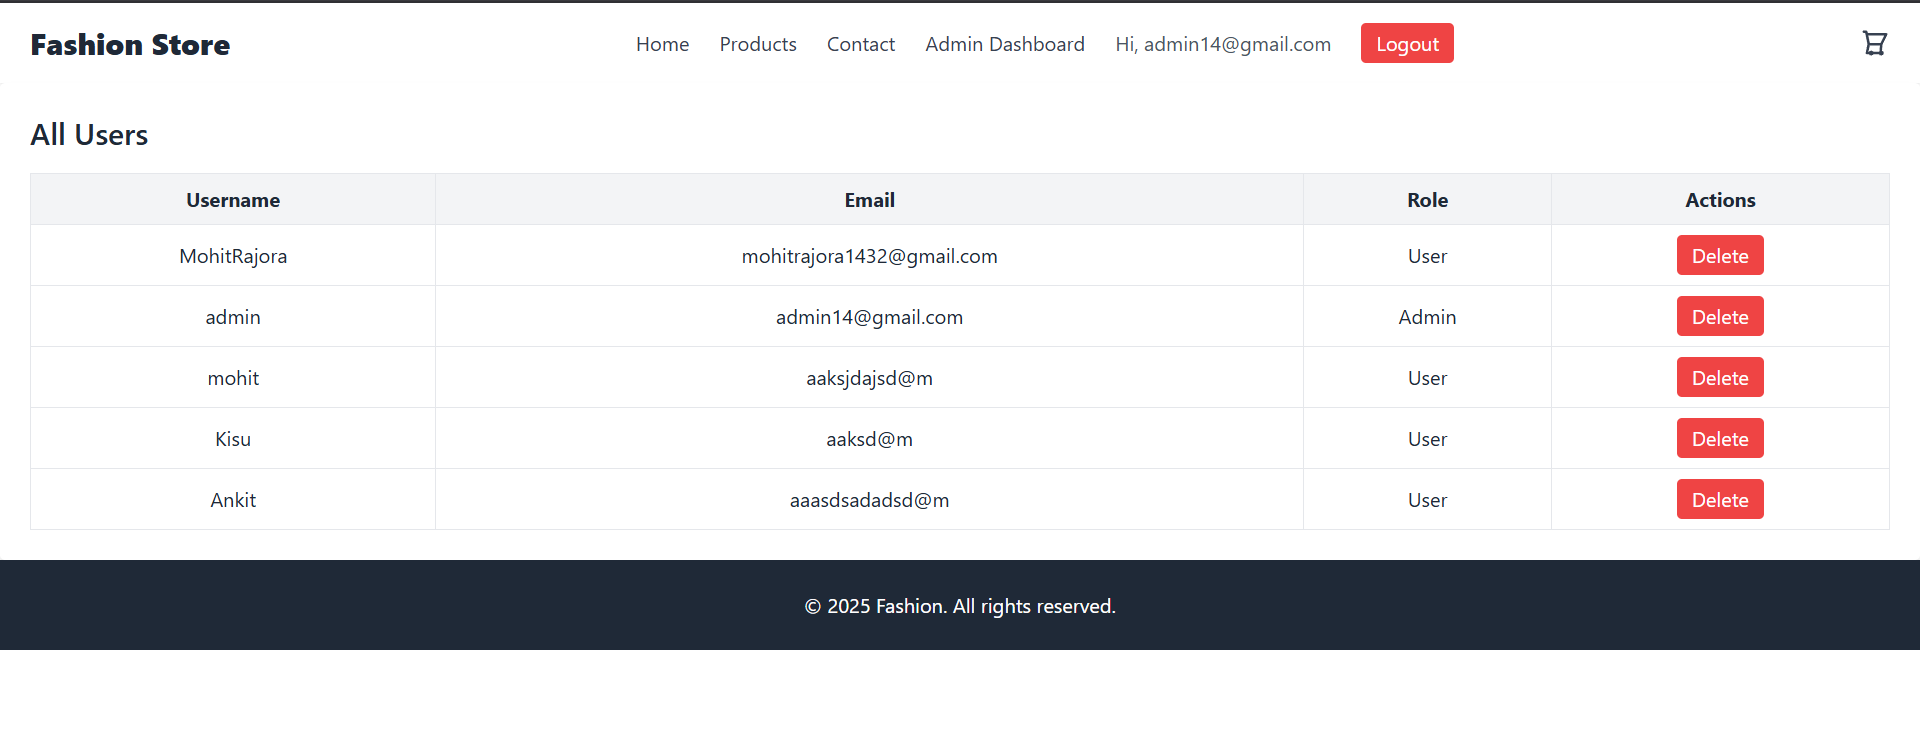 Fashion Store Home Products Contact Admin Dashboard Hi, admin14@gmail.com Logout
All Users
Username Email Role Actions
MohitRajora mohitrajora1432@gmail.com User Delete
admin admin14@gmail.com Admin Delete
mohit aaksjdajsd@m User Delete
Kisu aaksd@m User Delete
Ankit aaasdsadadsd@m User Delete
© 2025 Fashion. All rights reserved.